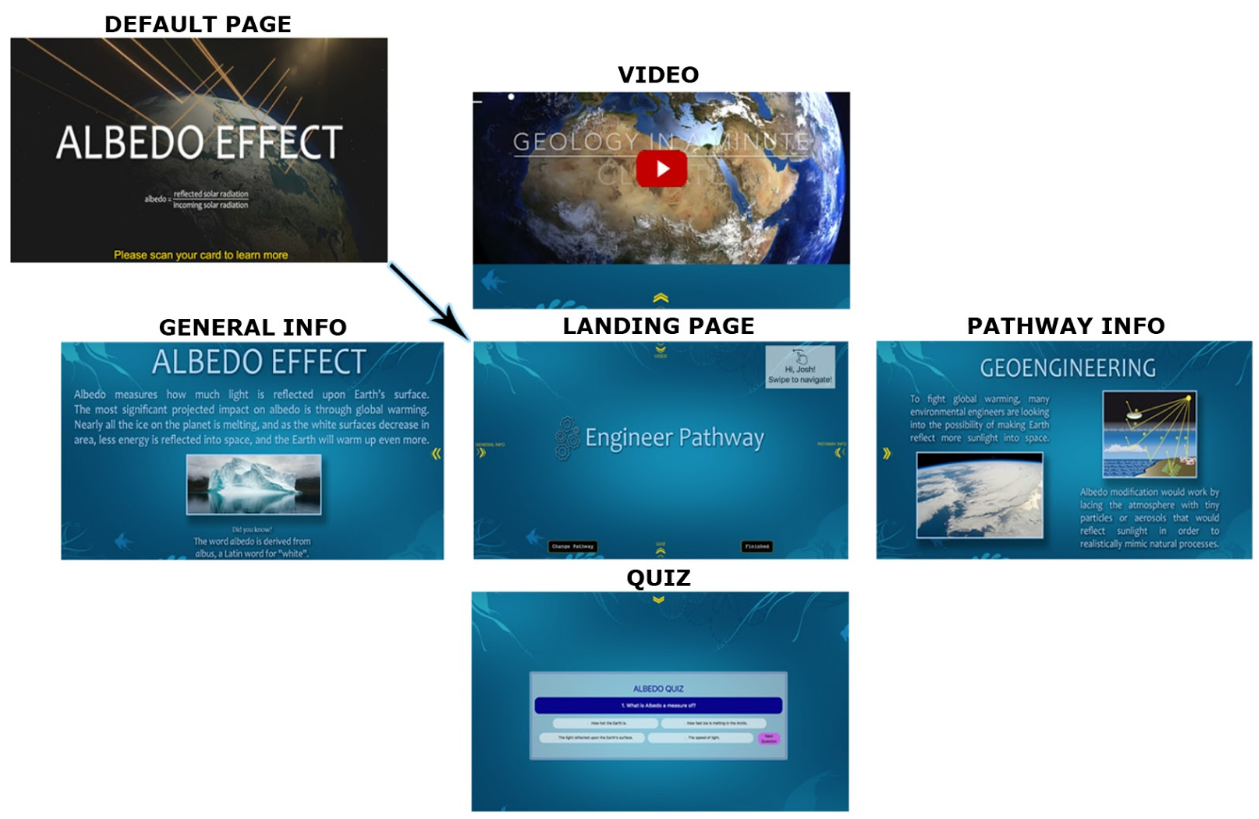 DEFAULT PAGE
ALBEDO EFFECT
albedo = reflected solar radiation
incoming solar radiation
Please scan your card to learn more
VIDEO
GEOLOGY IN A MINUTE
GENERAL INFO
ALBEDO EFFECT
Albedo measures how much light is reflected upon Earth's surface.
The most significant projected impact on albedo is through global warming.
Nearly all the ice on the planet is melting, and as the white surfaces decrease in
area, less energy is reflected into space, and the Earth will warm up even more.
Did you know?
The word albedo is derived from
albus, a Latin word for "white".
LANDING PAGE
VIDEO
Hi, Josh!
Swipe to navigate!
Engineer Pathway
GENERAL INFO
PATHWAY INFO
Change Pathway
QUIZ
Finished
PATHWAY INFO
GEOENGINEERING
To fight global warming, many
environmental engineers are looking
into the possibility of making Earth
reflect more sunlight into space.
Albedo modification would work by
lacing the atmosphere with tiny
particles or aerosols that would
reflect sunlight in order to
realistically mimic natural processes.
QUIZ
ALBEDO QUIZ
1. What is Albedo a measure of?
How hot the Earth is.
How fast ice is melting in the Arctic.
The light reflected upon the Earth's surface.
The speed of light.
Next
Question